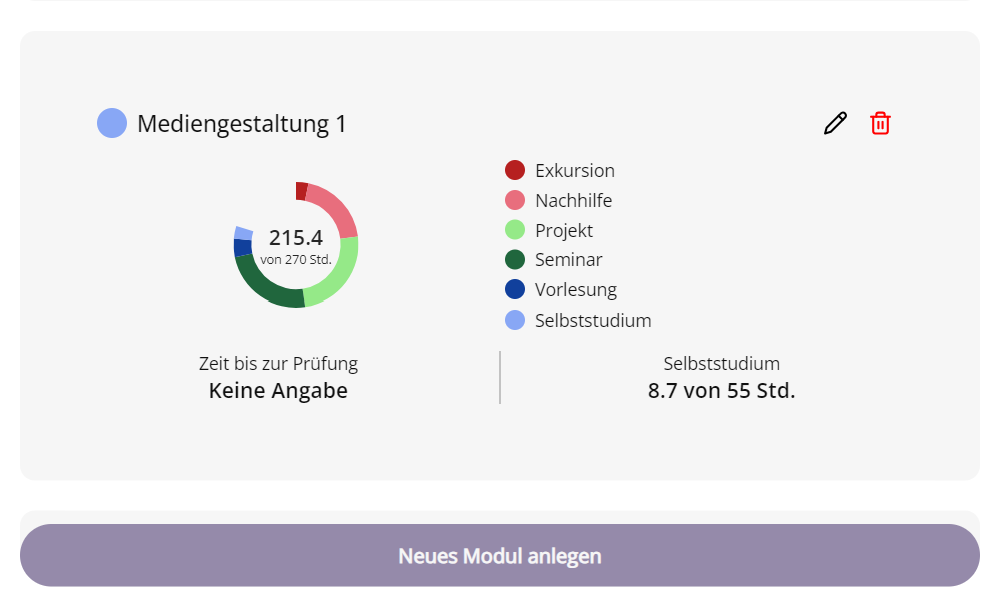 Mediengestaltung 1
215.4
von 270 Std.
Exkursion
Nachhilfe
Projekt
Seminar
Vorlesung
Selbststudium
Zeit bis zur Prüfung
Keine Angabe
Selbststudium
8.7 von 55 Std.
Neues Modul anlegen